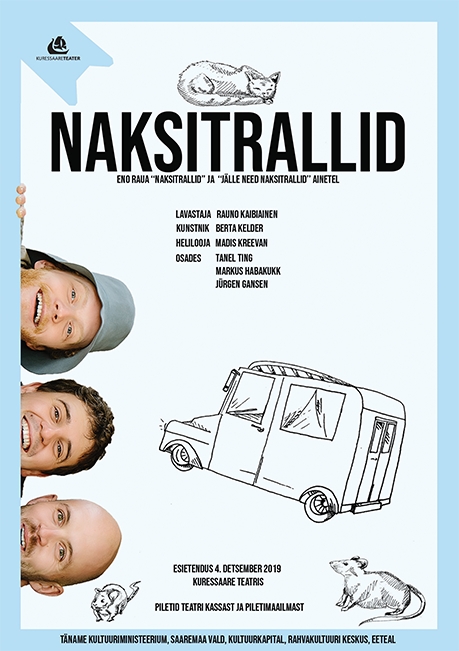 KURESSAARE TEATER
NAKSITRALLID
ENO RAUA "NAKSITRALLID" JA "JÄLLE NEED NAKSITRALLID" AINETEL
LAVASTAJA RAUNO KAIBIAINEN
KUNSTNIK BERTA KELDER
HELILOOJA MADIS KREEVAN
OSADES TANEL TING
MARKUS HABAKUKK
JÜRGEN GANSEN
ESIETENDUS 4. DETSEMBER 2019
KURESSAARE TEATRIS
PILETID TEATRI KASSAST JA PILETIMAAILMAST
TÄNAME KULTUURIMINISTEERIUM, SAAREMAA VALD, KULTUURKAPITAL, RAHVAKULTUURI KESKUS, EETEAL